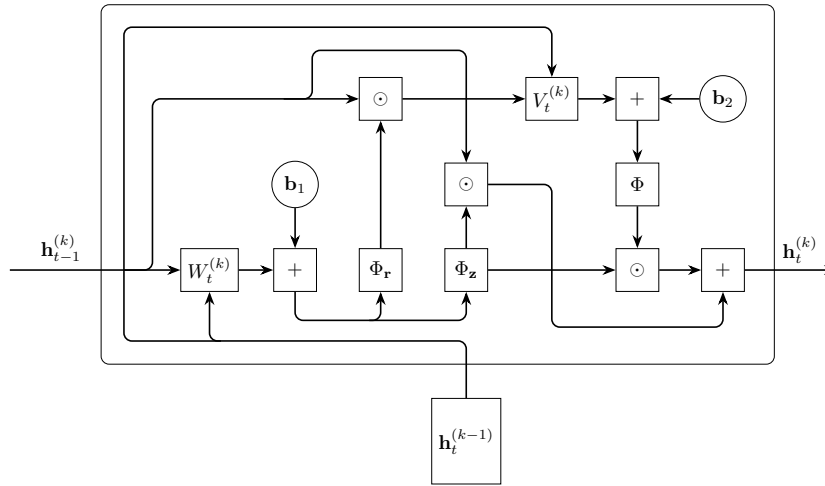 ⊙
V_t^{(k)}
+
b_2
b_1
⊙
Φ
h_{t-1}^{(k)}
W_t^{(k)}
+
Φ_r
Φ_z
⊙
+
h_t^{(k)}
h_t^{(k-1)}